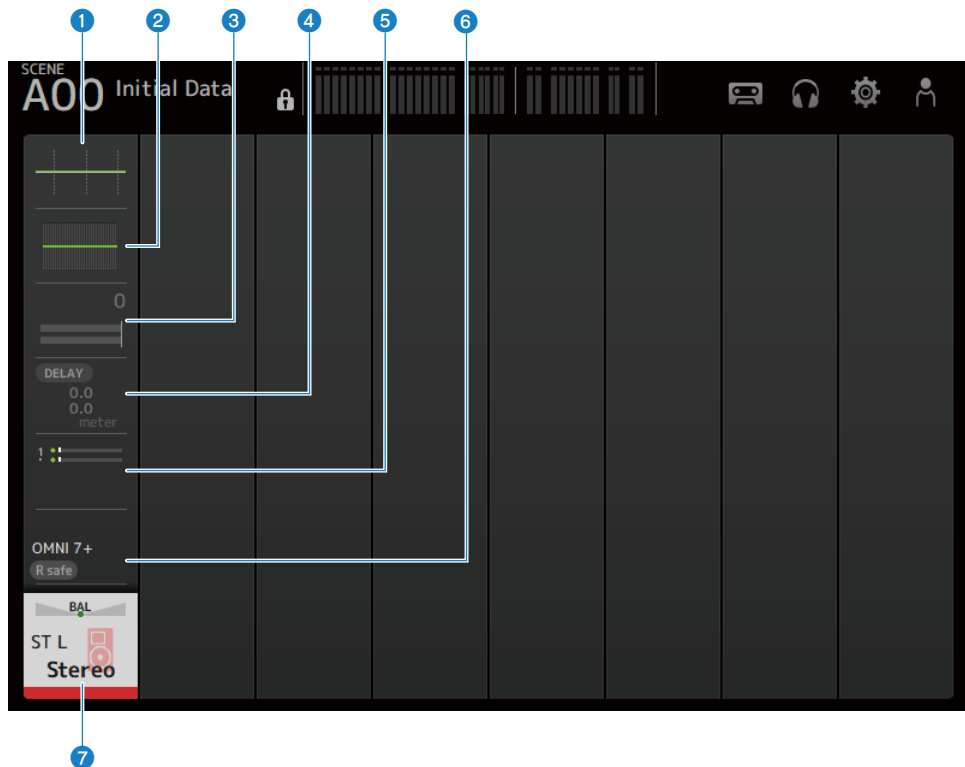 1 2 3 4 5 6
SCENE
A00 Initial Data
0
DELAY
0.0
0.0
meter
!
OMNI 7+
R safe
BAL
ST L
Stereo
7